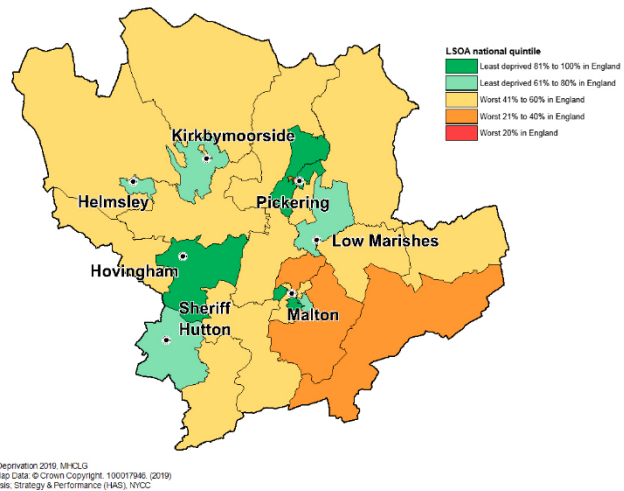 LSOA national quintile
Least deprived 81% to 100% in England
Least deprived 61% to 80% in England
Worst 41% to 60% in England
Worst 21% to 40% in England
Worst 20% in England
Kirkbymoorside
Helmsley
Pickering
Low Marishes
Hovingham
Sheriff
Hutton
Malton
Deprivation 2019, MHCLG
ap Data: © Crown Copyright. 100017946. (2019)
sis; Strategy & Performance (HAS), NYCC